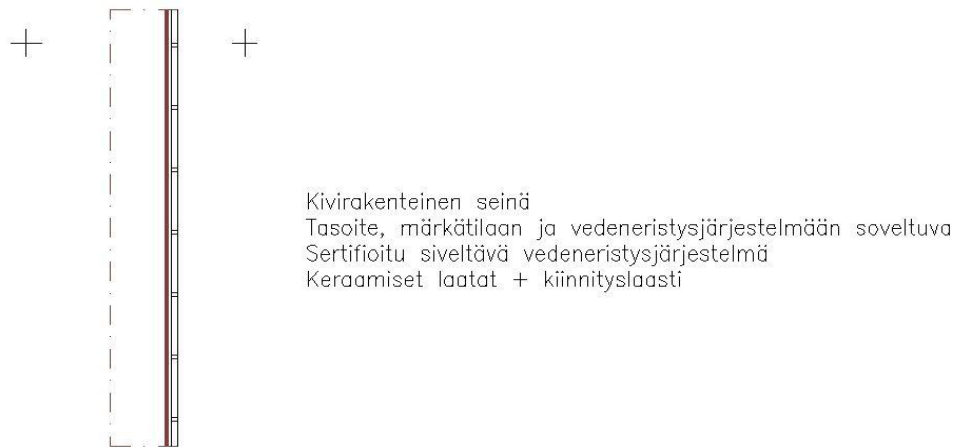 Kivirakenteinen seinä
Tasoite, märkätilaan ja vedeneristysjärjestelmään soveltuva
Sertifioitu siveltävä vedeneristysjärjestelmä
Keraamiset laatat + kiinnityslaasti